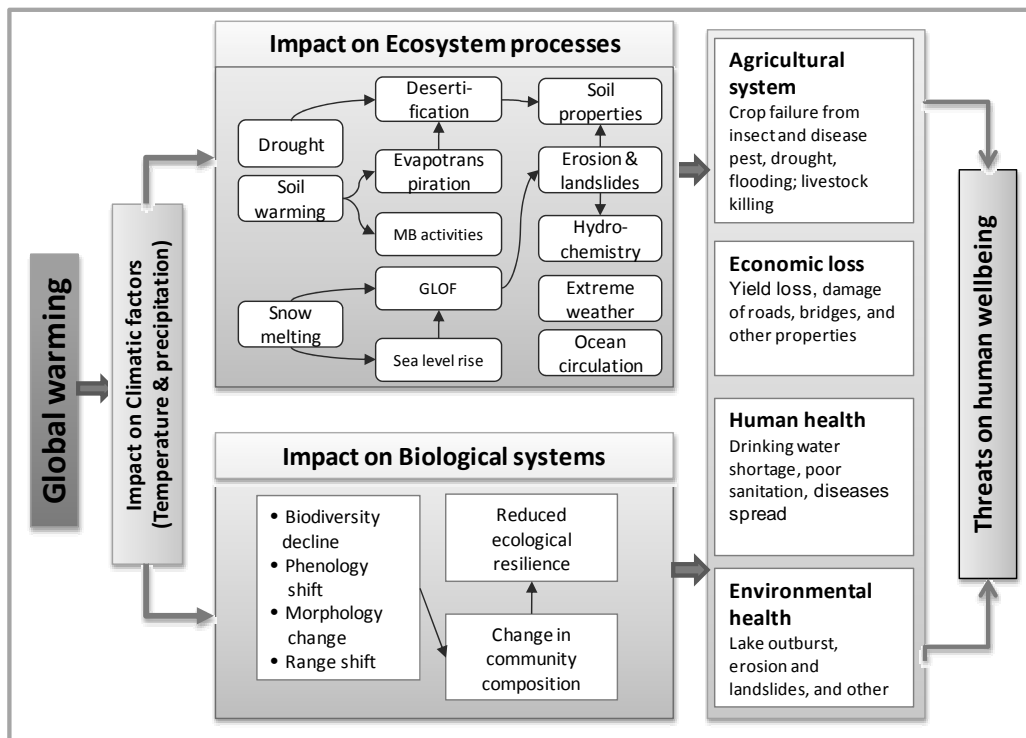 Global warming
Impact on Climatic factors
(Temperature & precipitation)
Impact on Ecosystem processes
Drought
Soil
warming
Snow
melting
Deserti-
fication
Evapotrans
piration
MB activities
GLOF
Sea level rise
Soil
properties
Erosion &
landslides
Hydro-
chemistry
Extreme
weather
Ocean
circulation
Impact on Biological systems
• Biodiversity
decline
• Phenology
shift
• Morphology
change
• Range shift
Reduced
ecological
resilience
Change in
community
composition
Agricultural
system
Crop failure from
insect and disease
pest, drought,
flooding; livestock
killing
Economic loss
Yield loss, damage
of roads, bridges, and
other properties
Human health
Drinking water
shortage, poor
sanitation, diseases
spread
Environmental
health
Lake outburst,
erosion and
landslides, and other
Threats on human wellbeing